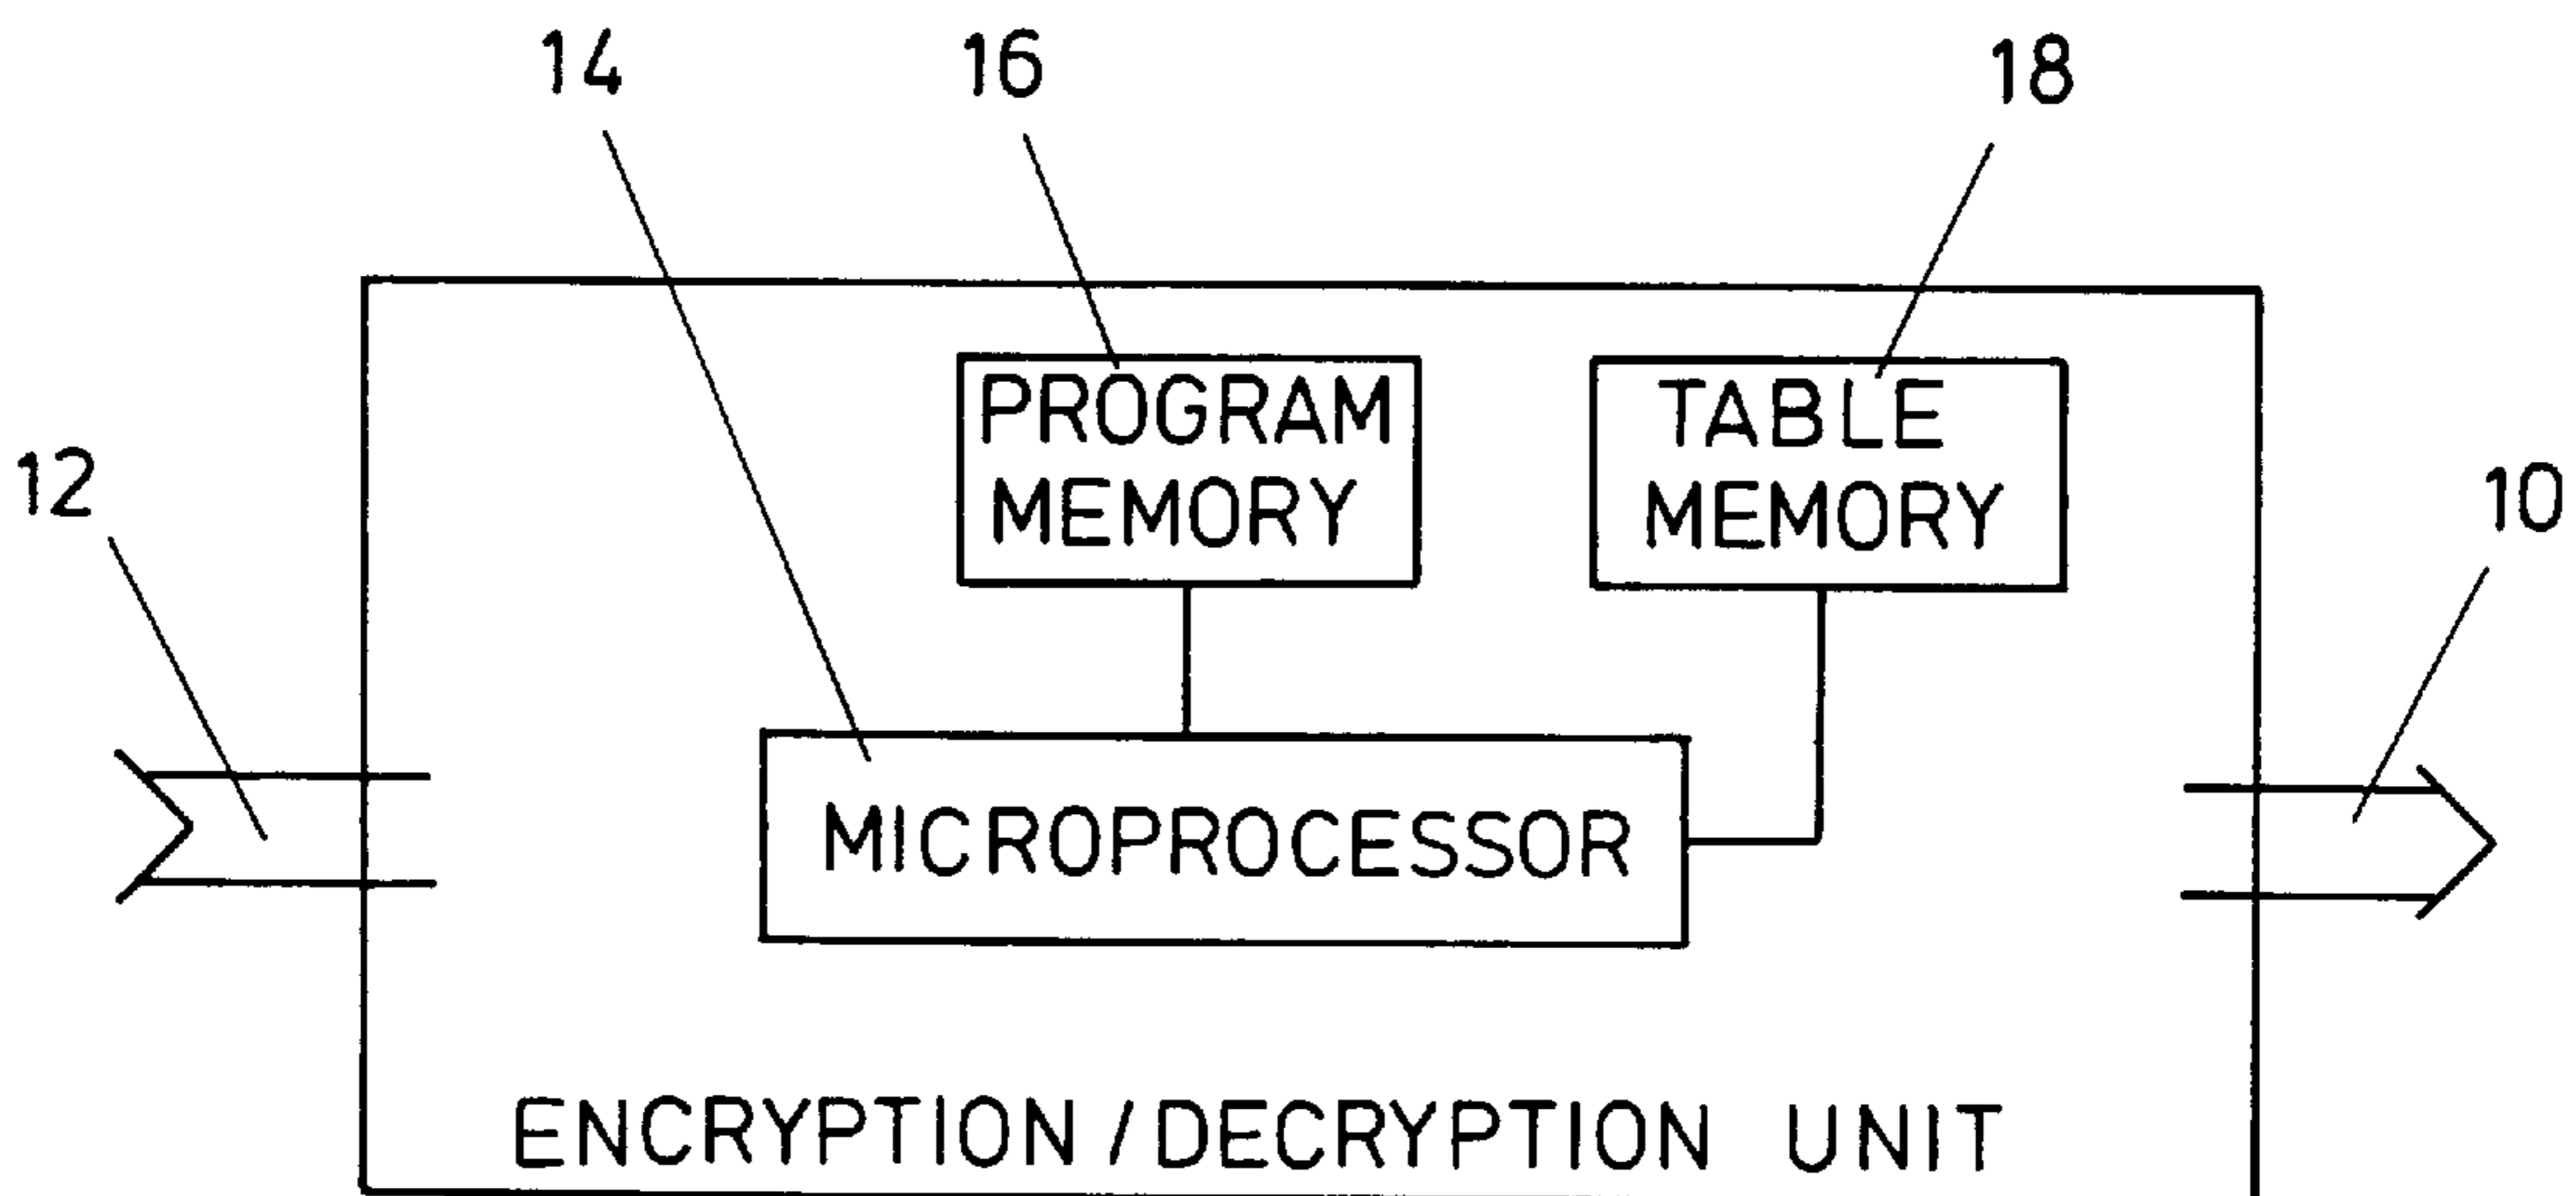 14 16 18
PROGRAM
MEMORY
TABLE
MEMORY
12
10
MICROPROCESSOR
ENCRYPTION / DECRYPTION UNIT